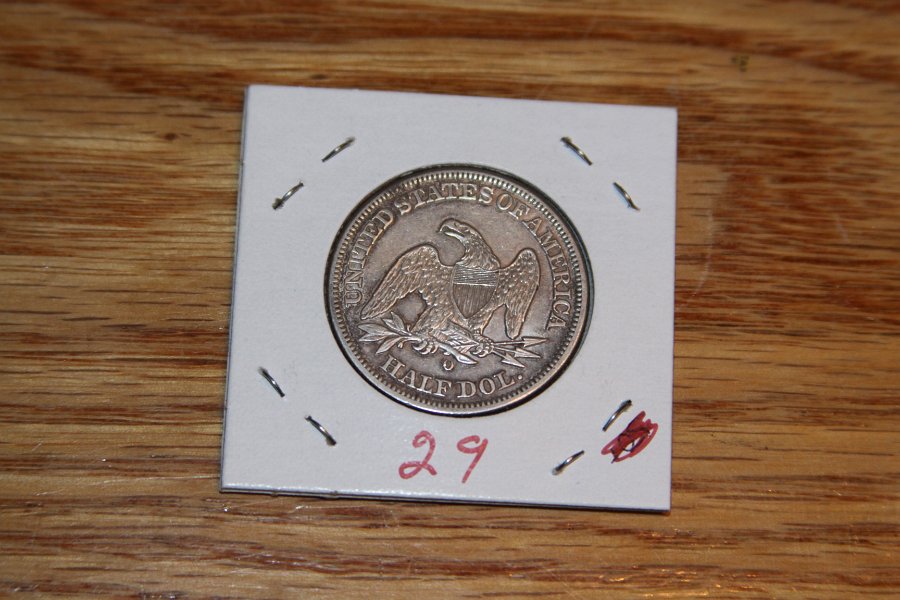 UNITED STATES OF AMERICA
O
HALF DOL.
29